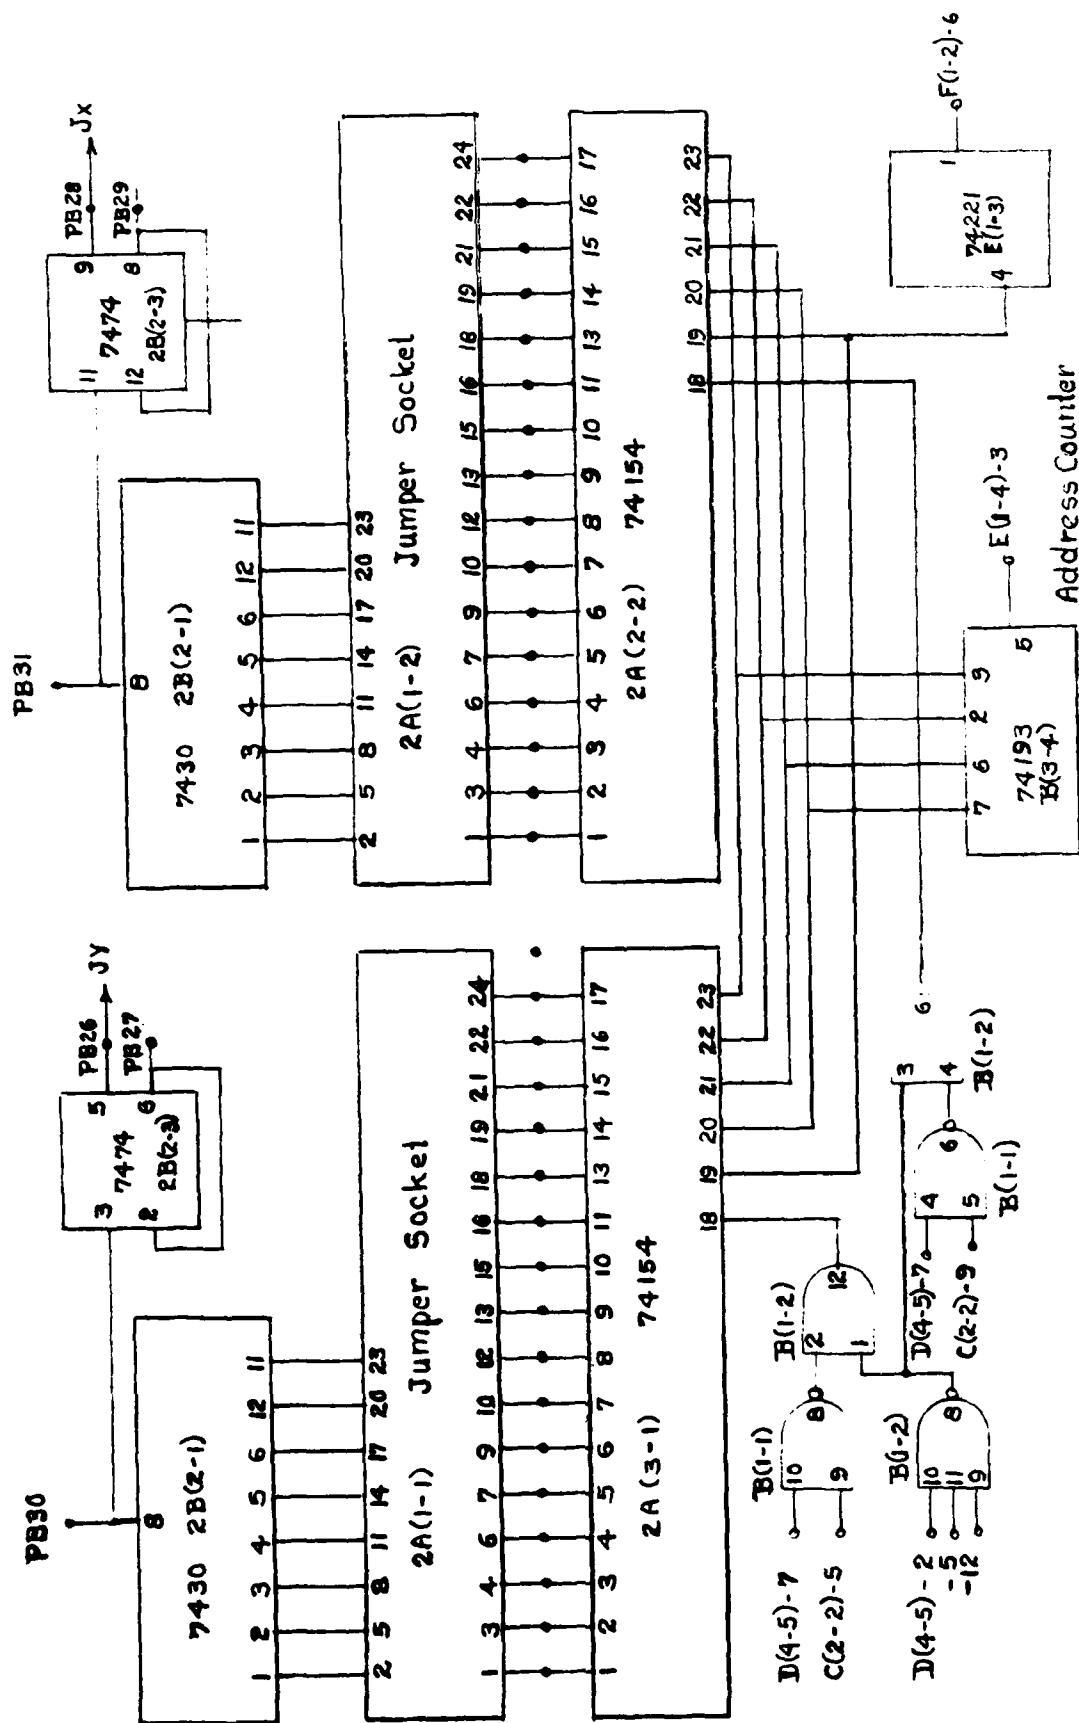 PB30
PB31
8
7430 2B(2-1)
1 2 3 4 5 6 12 11
3 5
7474
2 6
2B(2-3)
PB26
JY
PB27
8
7430 2B(2-1)
1 2 3 4 5 6 12 11
11 9
7474
12 8
2B(2-3)
PB28
Jx
PB29
2 5 8 11 14 17 20 23
2A(1-1) Jumper Socket
1 3 4 6 7 9 10 12 13 15 16 18 19 21 22 24
2 5 8 11 14 17 20 23
2A(1-2) Jumper Socket
1 3 4 6 7 9 10 12 13 15 16 18 19 21 22 24
1 2 3 4 5 6 7 8 9 10 11 13 14 15 16 17
2A(3-1) 74154
18 19 20 21 22 23
1 2 3 4 5 6 7 8 9 10 11 13 14 15 16 17
2A(2-2) 74154
18 19 20 21 22 23
D(4-5)-7
C(2-2)-5
B(1-1)
10
9
8
B(1-2)
2
1
12
D(4-5)-2
-5
-12
B(1-2)
10
11
9
8
D(4-5)-7
C(2-2)-9
4
5
6
B(1-1)
3
4
B(1-2)
6
7 6 2 3
74193
B(3-4)
5
E(1-4)-3
Address Counter
4
74221
E(1-3)
1
F(1-2)-6